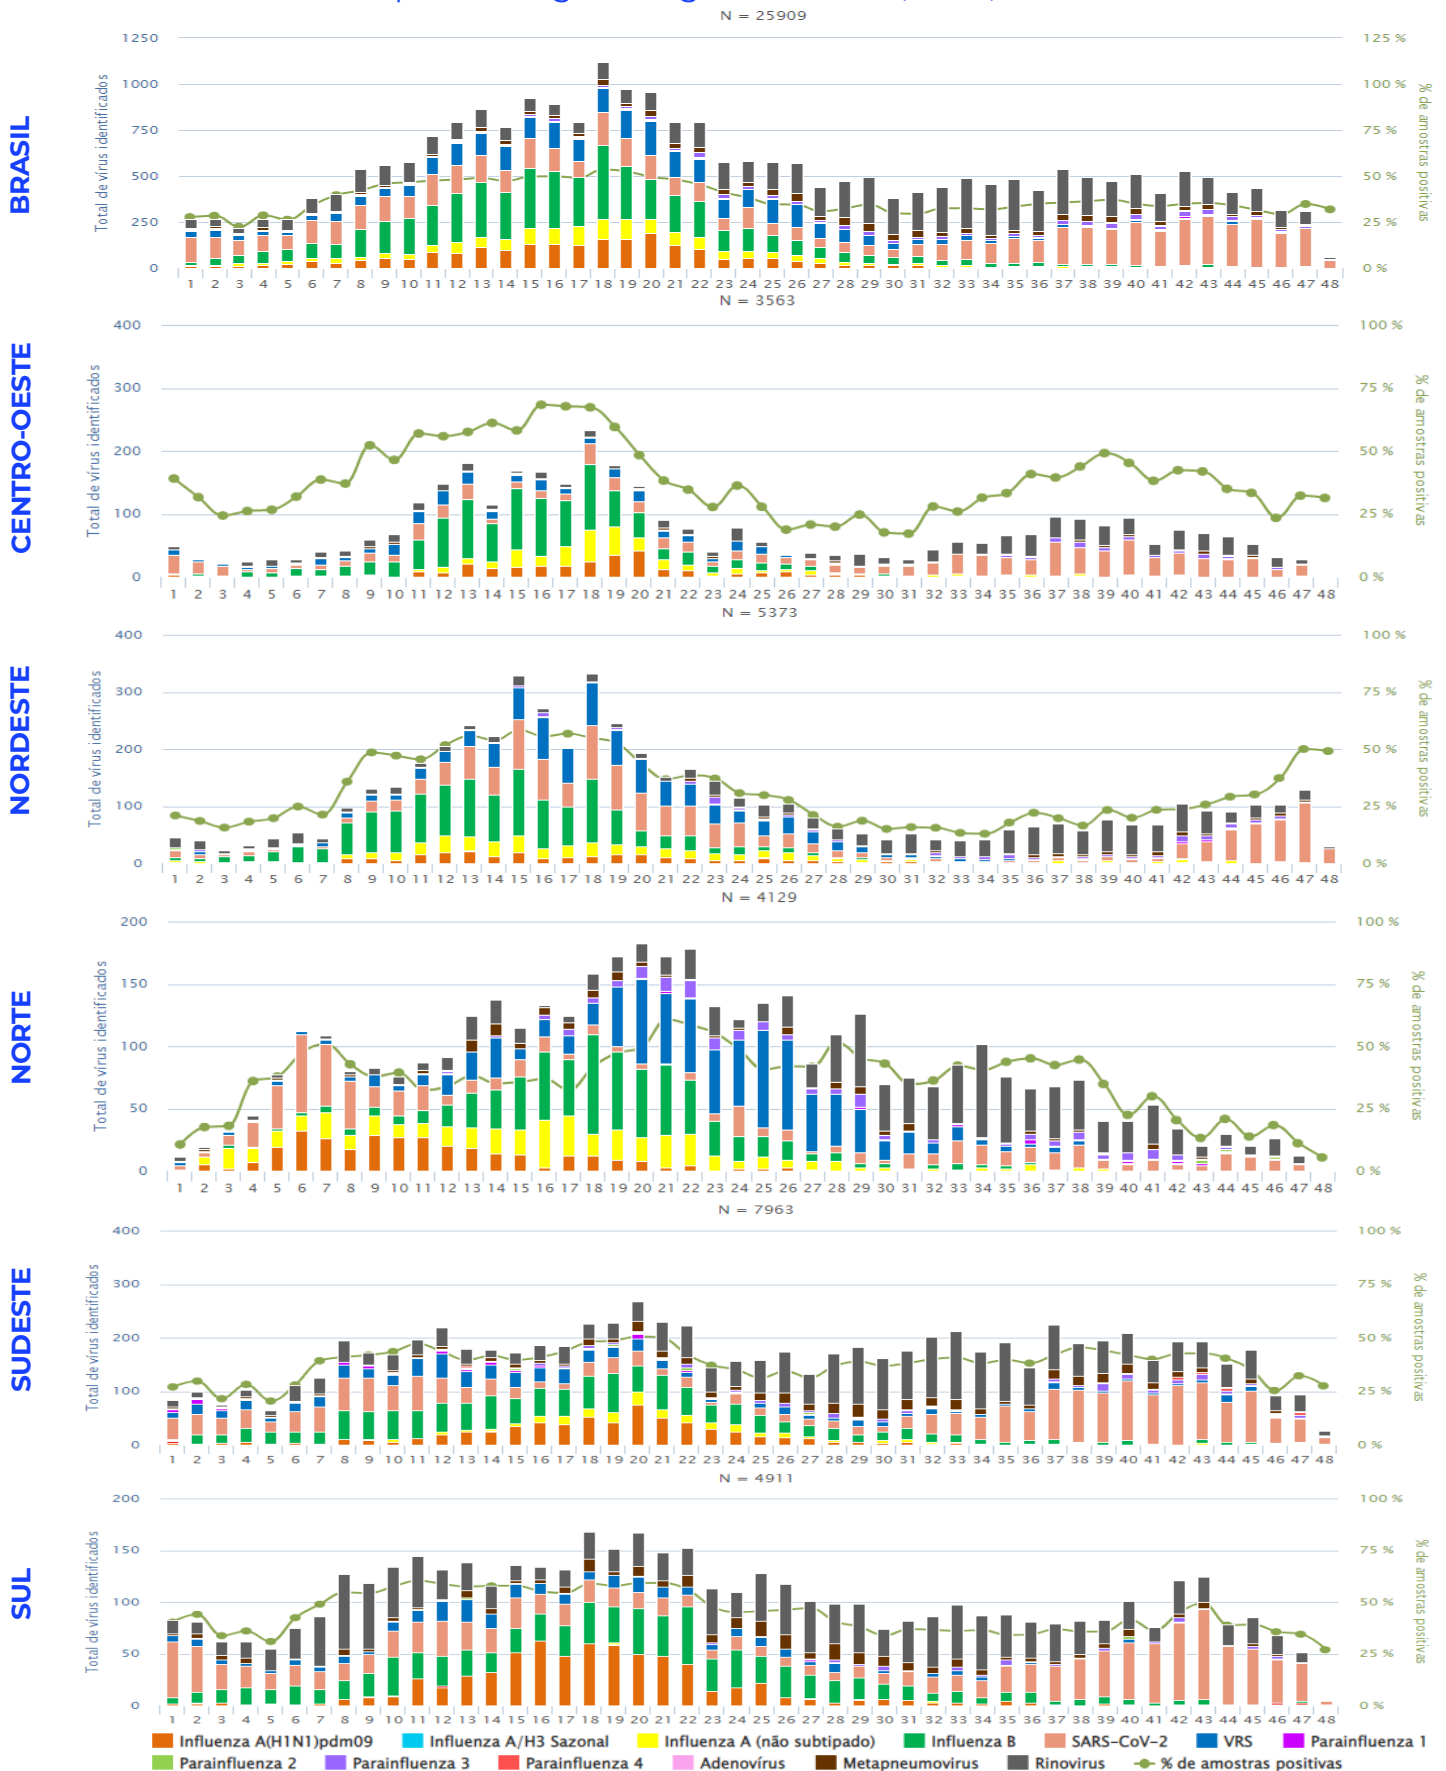 N = 25909
BRASIL
Total de vírus identificados
1250
1000
750
500
250
0
125 %
100 %
75 %
50 %
25 %
0 %
% de amostras positivas
1 2 3 4 5 6 7 8 9 10 11 12 13 14 15 16 17 18 19 20 21 22 23 24 25 26 27 28 29 30 31 32 33 34 35 36 37 38 39 40 41 42 43 44 45 46 47 48
N = 3563
CENTRO-OESTE
Total de vírus identificados
400
300
200
100
0
100 %
75 %
50 %
25 %
0 %
% de amostras positivas
1 2 3 4 5 6 7 8 9 10 11 12 13 14 15 16 17 18 19 20 21 22 23 24 25 26 27 28 29 30 31 32 33 34 35 36 37 38 39 40 41 42 43 44 45 46 47 48
N = 5373
NORDESTE
Total de vírus identificados
400
300
200
100
0
100 %
75 %
50 %
25 %
0 %
% de amostras positivas
1 2 3 4 5 6 7 8 9 10 11 12 13 14 15 16 17 18 19 20 21 22 23 24 25 26 27 28 29 30 31 32 33 34 35 36 37 38 39 40 41 42 43 44 45 46 47 48
N = 4129
NORTE
Total de vírus identificados
200
150
100
50
0
100 %
75 %
50 %
25 %
0 %
% de amostras positivas
1 2 3 4 5 6 7 8 9 10 11 12 13 14 15 16 17 18 19 20 21 22 23 24 25 26 27 28 29 30 31 32 33 34 35 36 37 38 39 40 41 42 43 44 45 46 47 48
N = 7963
SUDESTE
Total de vírus identificados
400
300
200
100
0
100 %
75 %
50 %
25 %
0 %
% de amostras positivas
1 2 3 4 5 6 7 8 9 10 11 12 13 14 15 16 17 18 19 20 21 22 23 24 25 26 27 28 29 30 31 32 33 34 35 36 37 38 39 40 41 42 43 44 45 46 47 48
N = 4911
SUL
Total de vírus identificados
200
150
100
50
0
100 %
75 %
50 %
25 %
0 %
% de amostras positivas
1 2 3 4 5 6 7 8 9 10 11 12 13 14 15 16 17 18 19 20 21 22 23 24 25 26 27 28 29 30 31 32 33 34 35 36 37 38 39 40 41 42 43 44 45 46 47 48
Influenza A(H1N1)pdm09 Influenza A/H3 Sazonal Influenza A (não subtipado) Influenza B SARS-CoV-2 VRS Parainfluenza 1
Parainfluenza 2 Parainfluenza 3 Parainfluenza 4 Adenovírus Metapneumovirus Rinovirus % de amostras positivas